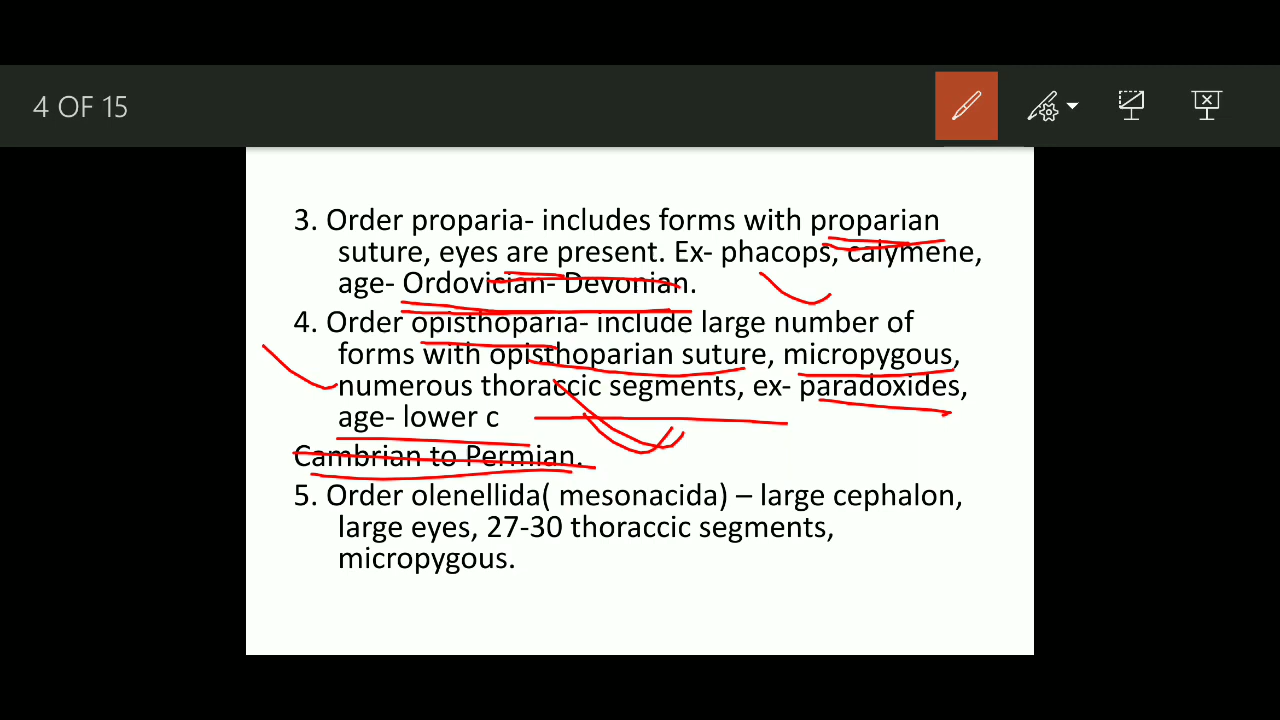 4 OF 15
3. Order proparia- includes forms with proparian
suture, eyes are present. Ex- phacops, calymene,
age- Ordovician- Devonian.
4. Order opisthoparia- include large number of
forms with opisthoparian suture, micropygous,
numerous thoraccic segments, ex- paradoxides,
age- lower c
Cambrian to Permian.
5. Order olenellida( mesonacida) – large cephalon,
large eyes, 27-30 thoraccic segments,
micropygous.